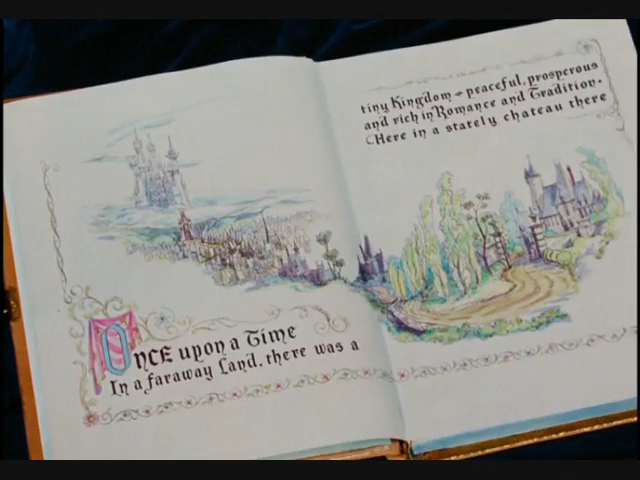 Once upon a Time
In a faraway Land, there was a
tiny Kingdom - peaceful, prosperous
and rich in Romance and Tradition.
Here in a stately chateau there